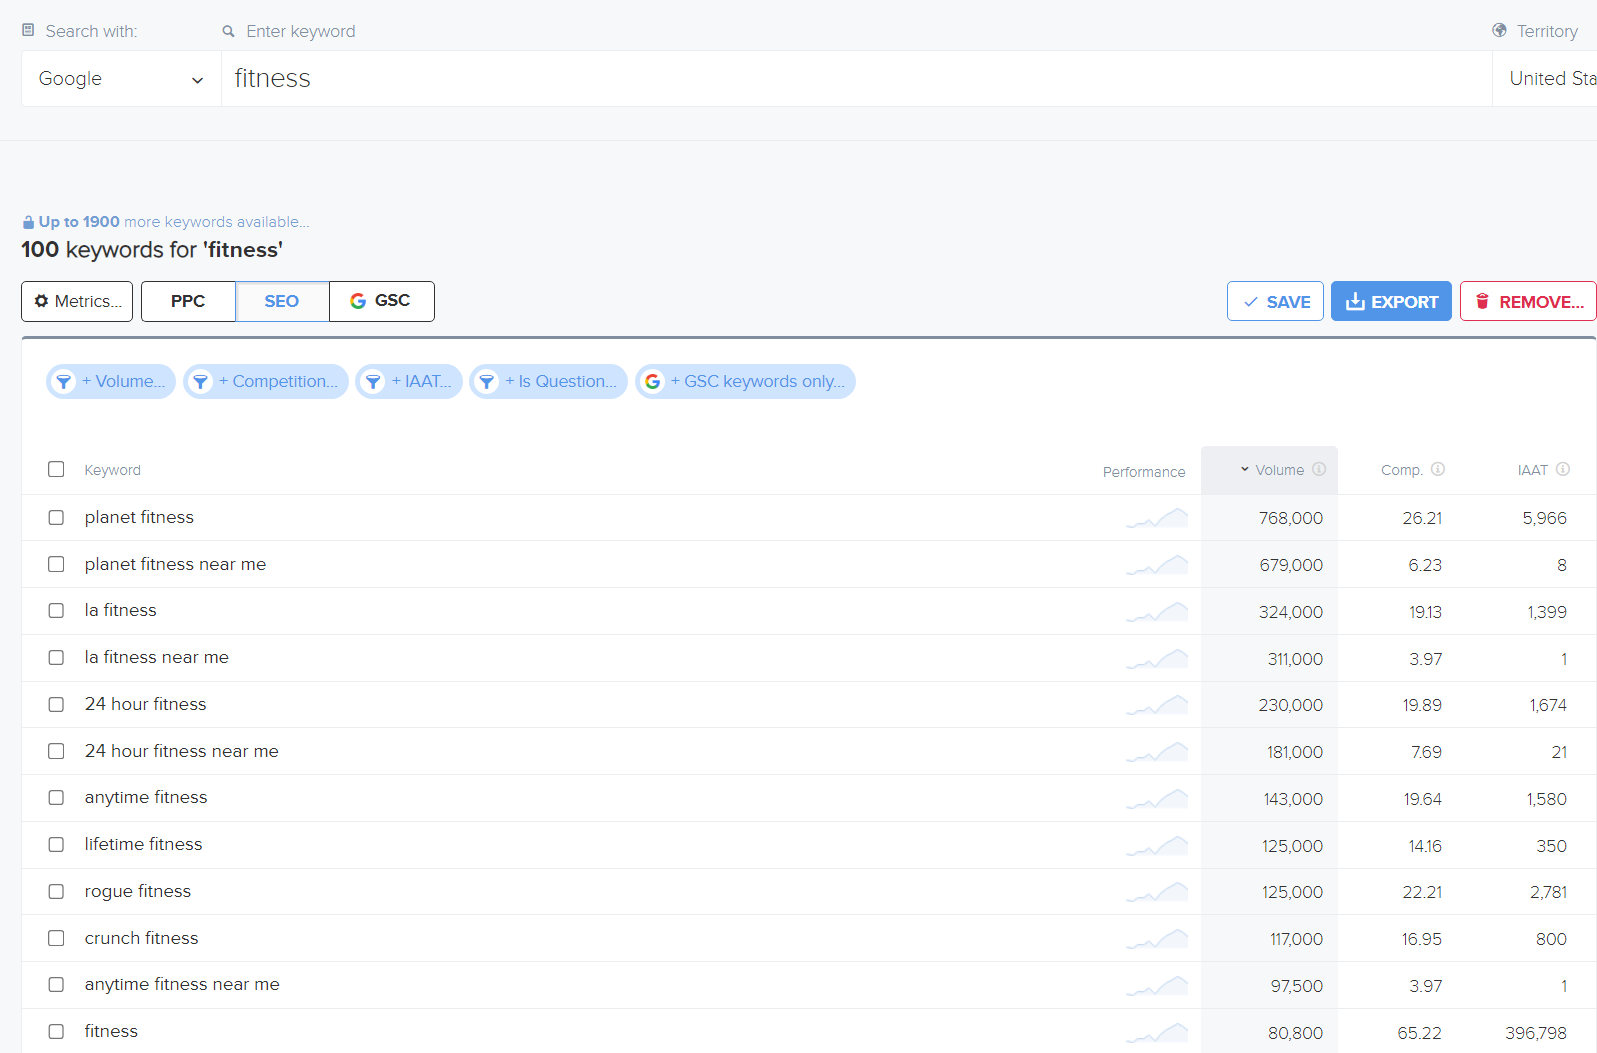 Search with:
Enter keyword
Territory
Google
fitness
United Sta
Up to 1900 more keywords available...
100 keywords for 'fitness'
Metrics...
PPC
SEO
GSC
SAVE
EXPORT
REMOVE...
+ Volume...
+ Competition...
+ IAAT...
+ Is Question...
+ GSC keywords only...
Keyword Performance Volume Comp. IAAT
planet fitness 768,000 26.21 5,966
planet fitness near me 679,000 6.23 8
la fitness 324,000 19.13 1,399
la fitness near me 311,000 3.97 1
24 hour fitness 230,000 19.89 1,674
24 hour fitness near me 181,000 7.69 21
anytime fitness 143,000 19.64 1,580
lifetime fitness 125,000 14.16 350
rogue fitness 125,000 22.21 2,781
crunch fitness 117,000 16.95 800
anytime fitness near me 97,500 3.97 1
fitness 80,800 65.22 396,798